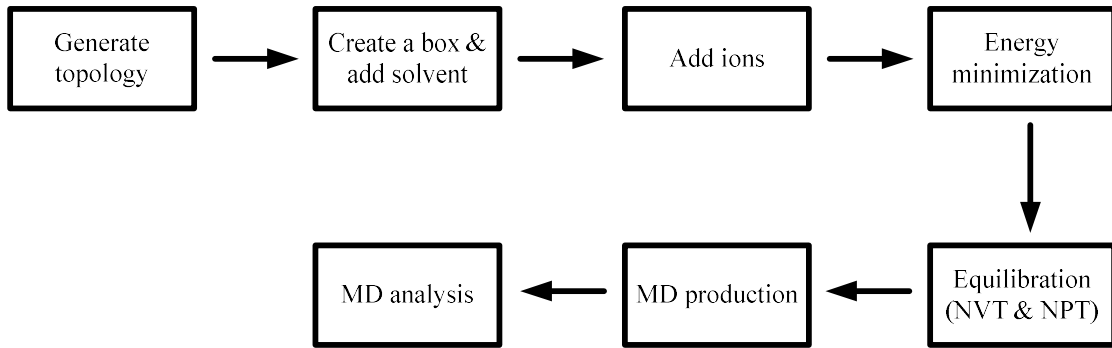 Generate
topology
Create a box &
add solvent
Add ions
Energy
minimization
Equilibration
(NVT & NPT)
MD production
MD analysis